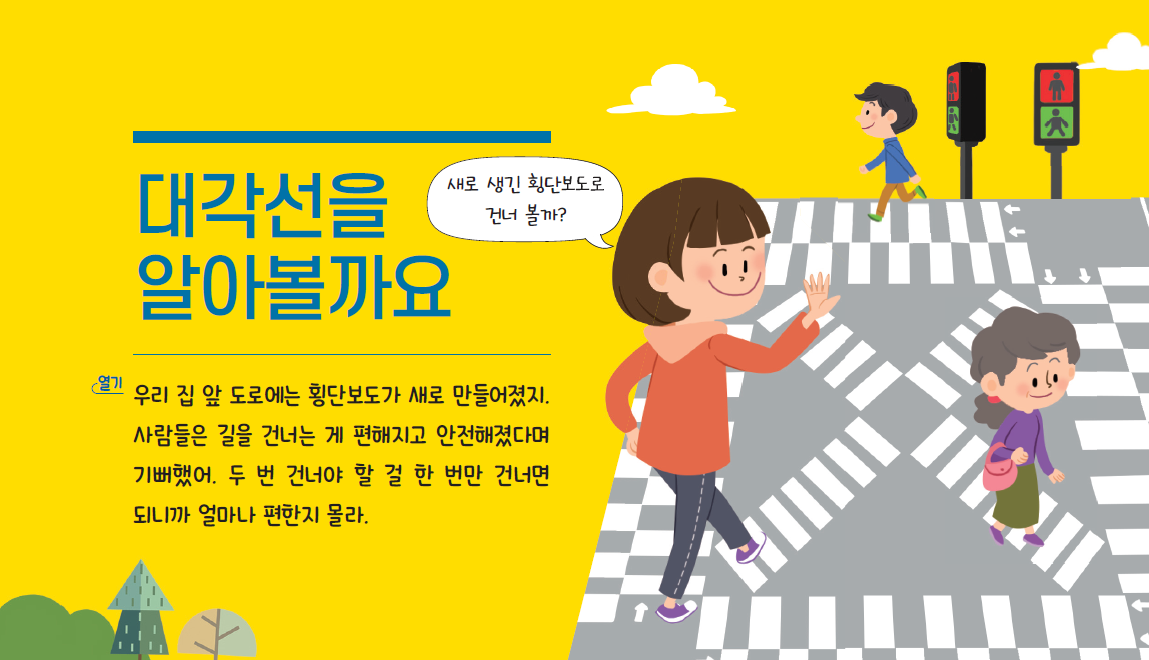 대각선을
알아볼까요
새로 생긴 횡단보도로
건너 볼까?
열기
우리 집 앞 도로에는 횡단보도가 새로 만들어졌지.
사람들은 길을 건너는 게 편해지고 안전해졌다며
기뻐했어. 두 번 건너야 할 걸 한 번만 건너면
되니까 얼마나 편한지 몰라.